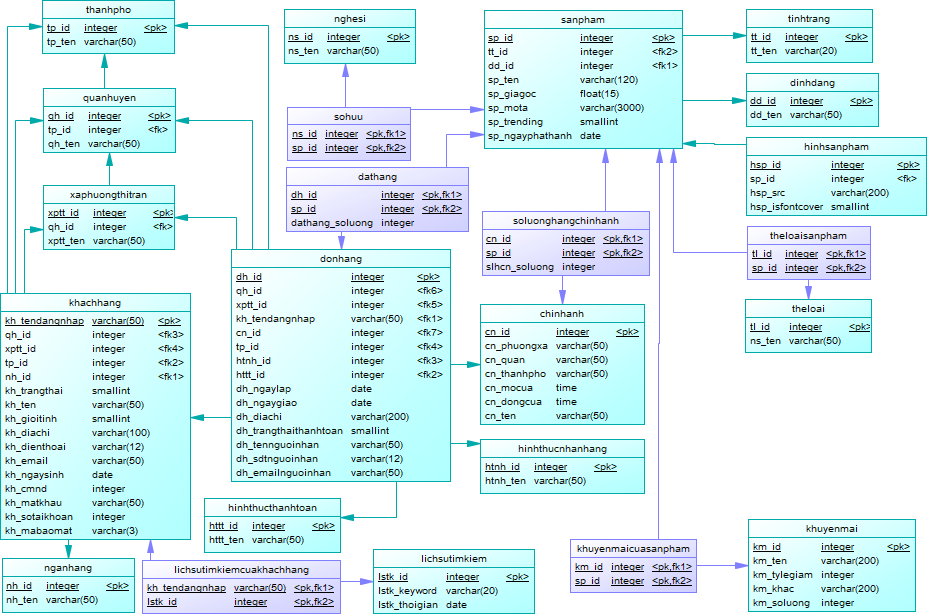 thanhpho
tp_id integer <pk>
tp_ten varchar(50)
quanhuyen
qh_id integer <pk>
tp_id integer <fk>
qh_ten varchar(50)
xaphuongthitran
xptt_id integer <pk>
qh_id integer <fk>
xptt_ten varchar(50)
khachhang
kh_tendangnhap varchar(50) <pk>
qh_id integer <fk3>
xptt_id integer <fk4>
tp_id integer <fk2>
nh_id integer <fk1>
kh_trangthai smallint
kh_ten varchar(50)
kh_gioitinh smallint
kh_diachi varchar(100)
kh_dienthoai varchar(12)
kh_email varchar(50)
kh_ngaysinh date
kh_cmnd integer
kh_matkhau varchar(50)
kh_sotaikhoan integer
kh_mabaomat varchar(3)
nganhang
nh_id integer <pk>
nh_ten varchar(50)
nghesi
ns_id integer <pk>
ns_ten varchar(50)
sohuu
ns_id integer <pk,fk1>
sp_id integer <pk,fk2>
dathang
dh_id integer <pk,fk1>
sp_id integer <pk,fk2>
dathang_soluong integer
donhang
dh_id integer <pk>
qh_id integer <fk6>
xptt_id integer <fk5>
kh_tendangnhap varchar(50) <fk1>
cn_id integer <fk7>
tp_id integer <fk4>
htnh_id integer <fk3>
httt_id integer <fk2>
dh_ngaylap date
dh_ngaygiao date
dh_diachi varchar(200)
dh_trangthaithanhtoan smallint
dh_tennguoinhan varchar(50)
dh_sdtnguoinhan varchar(12)
dh_emailnguoinhan varchar(50)
hinhthucthanhtoan
httt_id integer <pk>
httt_ten varchar(50)
lichsutimkiemcuakhachhang
kh_tendangnhap varchar(50) <pk,fk1>
lstk_id integer <pk,fk2>
lichsutimkiem
lstk_id integer <pk>
lstk_keyword varchar(20)
lstk_thoigian date
sanpham
sp_id integer <pk>
tt_id integer <fk2>
dd_id integer <fk1>
sp_ten varchar(120)
sp_giagoc float(15)
sp_mota varchar(3000)
sp_trending smallint
sp_ngayphathanh date
soluonghangchinhanh
cn_id integer <pk,fk1>
sp_id integer <pk,fk2>
slhcn_soluong integer
chinhanh
cn_id integer <pk>
cn_phuongxa varchar(50)
cn_quan varchar(50)
cn_thanhpho varchar(50)
cn_mocua time
cn_dongcua time
cn_ten varchar(50)
hinhthucnhanhang
htnh_id integer <pk>
htnh_ten varchar(50)
khuyenmaicuasanpham
km_id integer <pk,fk1>
sp_id integer <pk,fk2>
tinhtrang
tt_id integer <pk>
tt_ten varchar(20)
dinhdang
dd_id integer <pk>
dd_ten varchar(50)
hinhsanpham
hsp_id integer <pk>
sp_id integer <fk>
hsp_src varchar(200)
hsp_isfontcover smallint
theloaisanpham
tl_id integer <pk,fk1>
sp_id integer <pk,fk2>
theloai
tl_id integer <pk>
ns_ten varchar(50)
khuyenmai
km_id integer <pk>
km_ten varchar(200)
km_tylegiam integer
km_khac varchar(200)
km_soluong integer